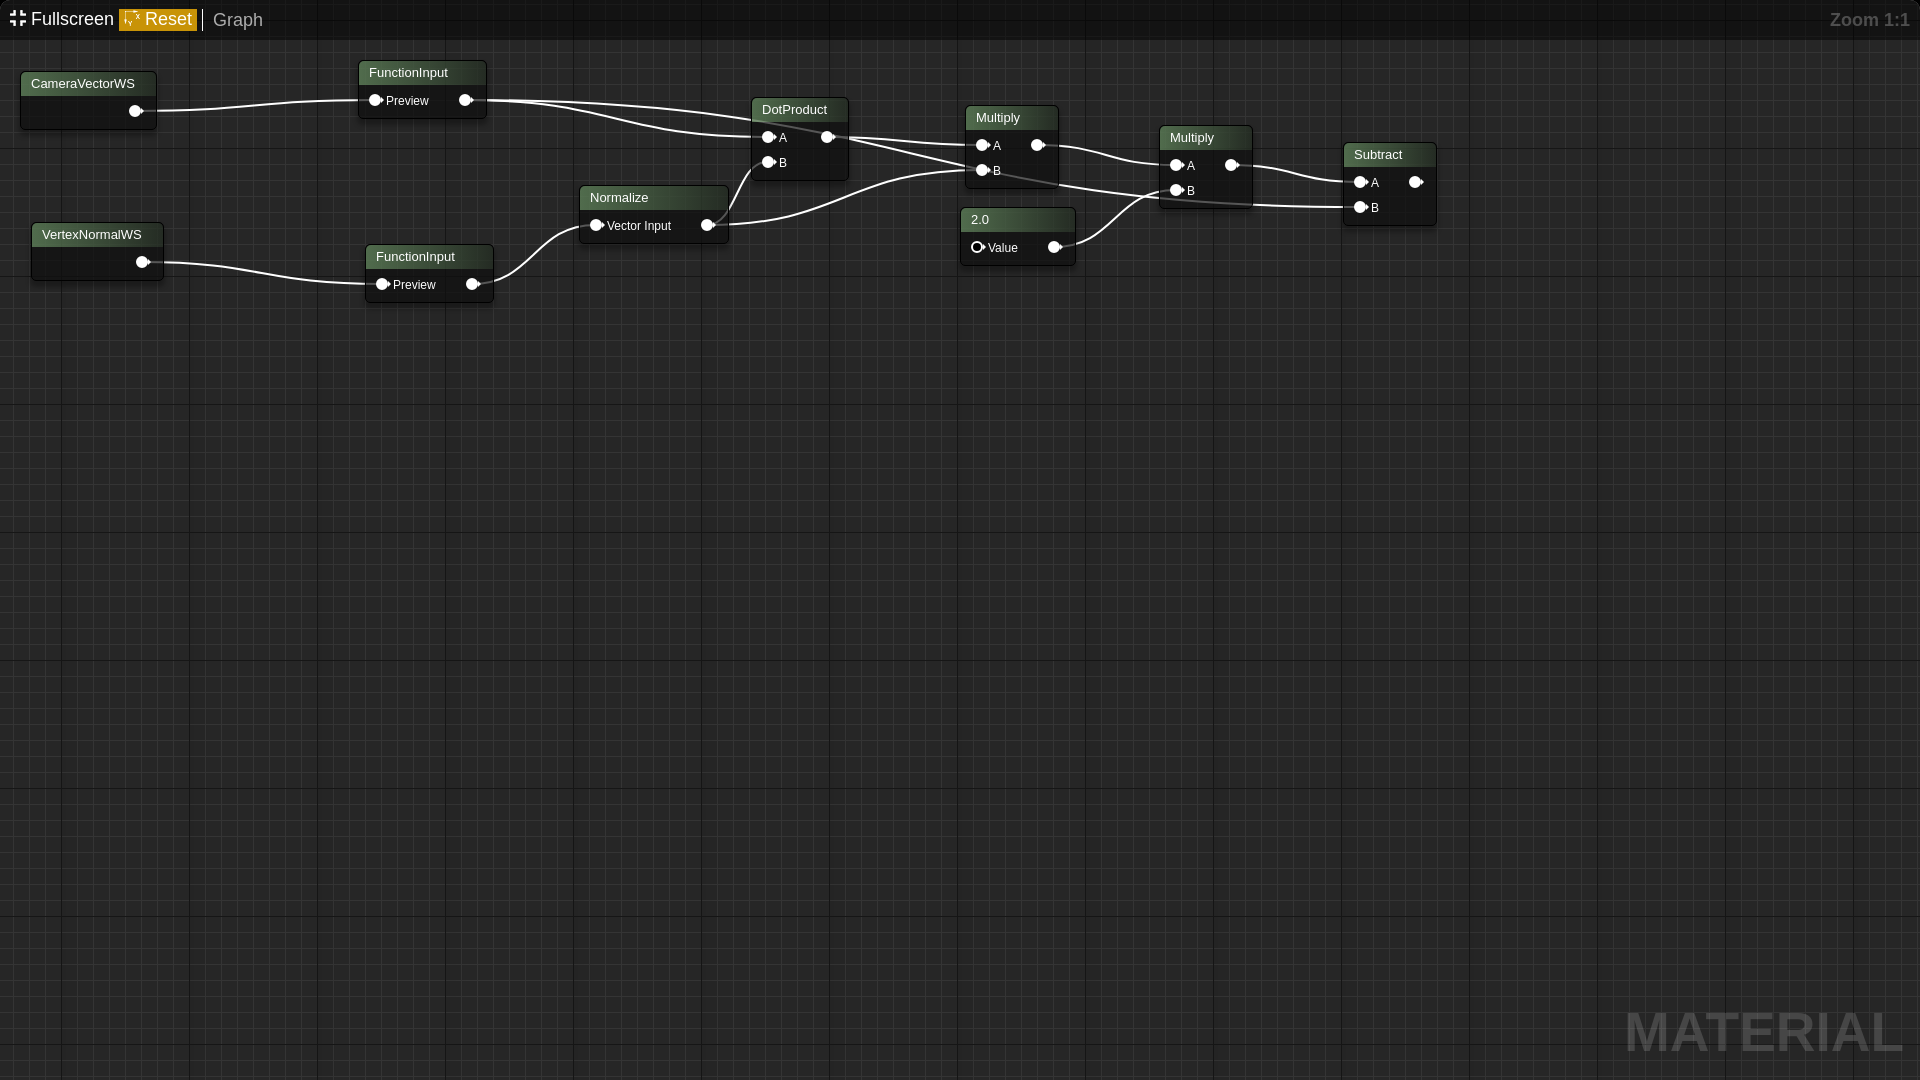 Fullscreen Reset Graph Zoom 1:1
CameraVectorWS
FunctionInput
Preview
DotProduct
A
B
Multiply
A
B
Multiply
A
B
Subtract
A
B
Normalize
Vector Input
2.0
Value
VertexNormalWS
FunctionInput
Preview
MATERIAL